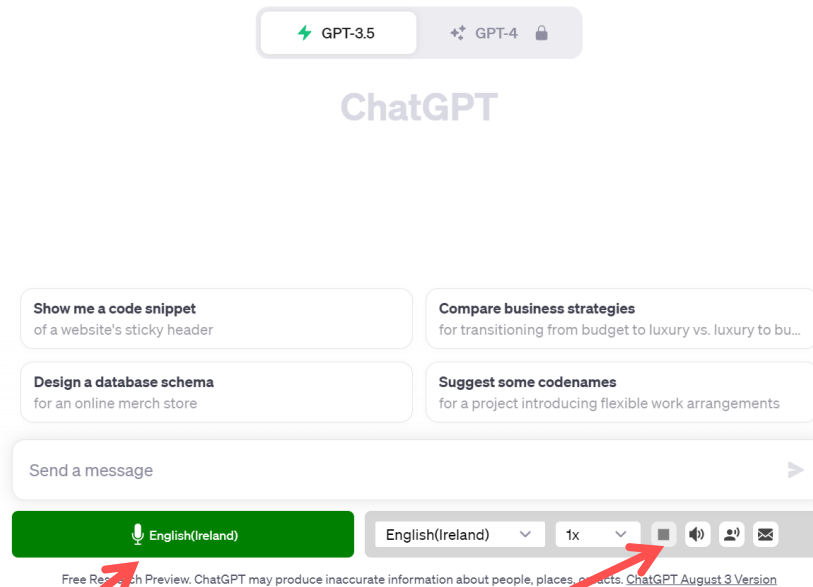 GPT-3.5 GPT-4
ChatGPT
Show me a code snippet
of a website's sticky header
Compare business strategies
for transitioning from budget to luxury vs. luxury to bu...
Design a database schema
for an online merch store
Suggest some codenames
for a project introducing flexible work arrangements
Send a message
English(Ireland) English(Ireland) 1x
Free Preview. ChatGPT may produce inaccurate information about people, places, ChatGPT August 3 Version